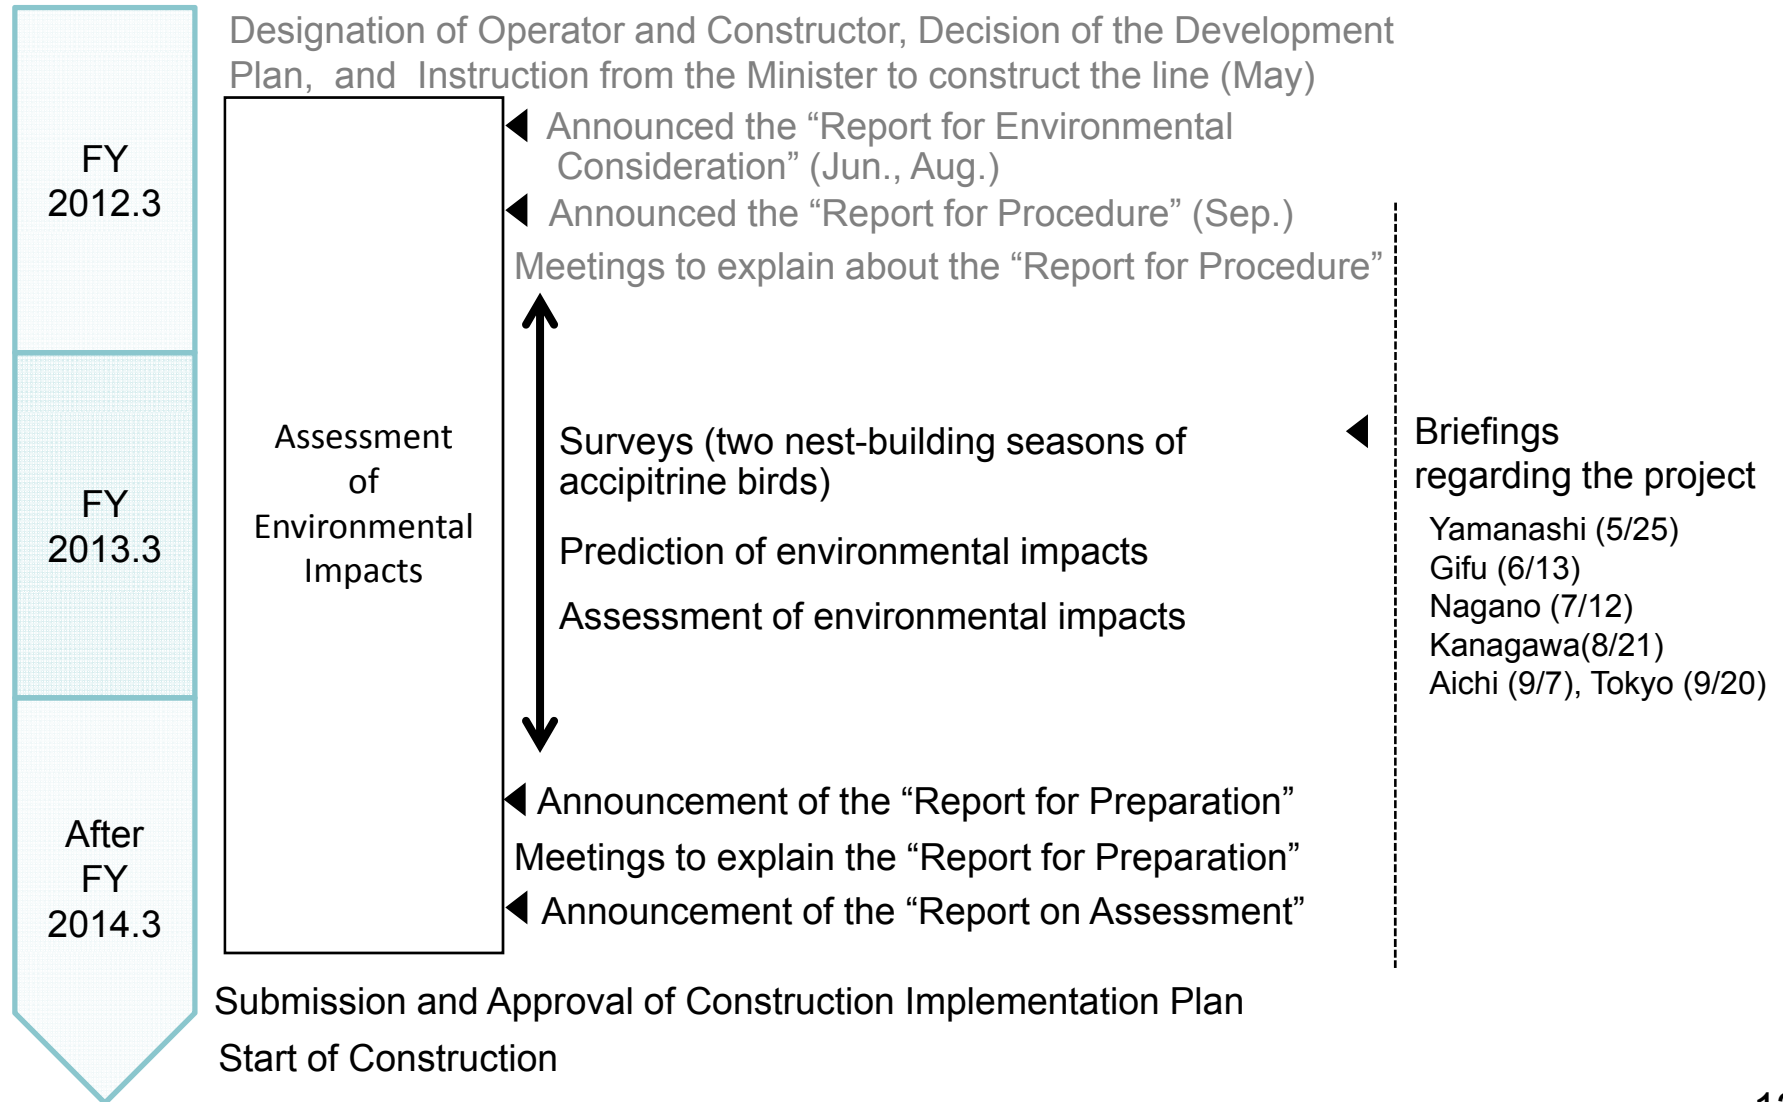 Designation of Operator and Constructor, Decision of the Development
Plan, and Instruction from the Minister to construct the line (May)
FY
2012.3
◀ Announced the “Report for Environmental
Consideration” (Jun., Aug.)
◀ Announced the “Report for Procedure” (Sep.)
Meetings to explain about the “Report for Procedure”
FY
2013.3
Assessment
of
Environmental
Impacts
Surveys (two nest-building seasons of
accipitrine birds)
Prediction of environmental impacts
Assessment of environmental impacts
◀ Briefings
regarding the project
Yamanashi (5/25)
Gifu (6/13)
Nagano (7/12)
Kanagawa(8/21)
Aichi (9/7), Tokyo (9/20)
After
FY
2014.3
◀ Announcement of the “Report for Preparation”
Meetings to explain the “Report for Preparation”
◀ Announcement of the “Report on Assessment”
Submission and Approval of Construction Implementation Plan
Start of Construction